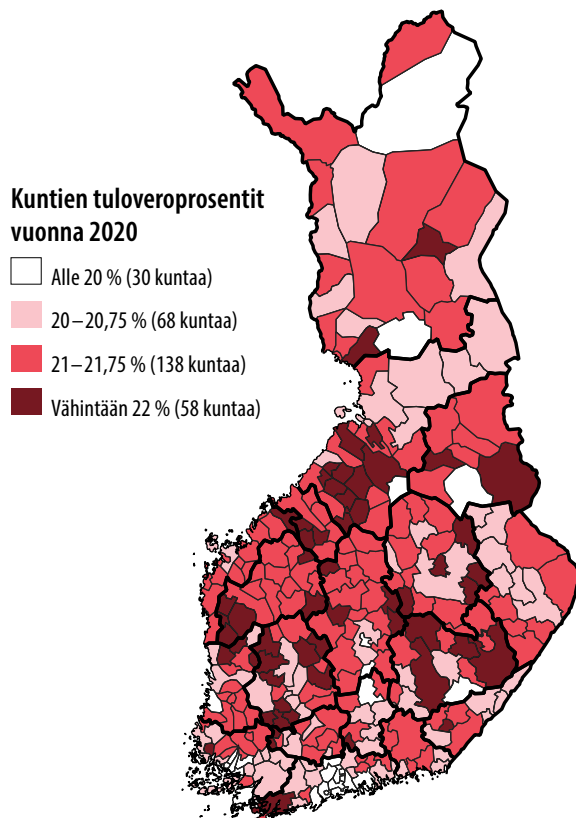 Kuntien tuloveroprosentit
vuonna 2020
Alle 20 % (30 kuntaa)
20–20,75 % (68 kuntaa)
21–21,75 % (138 kuntaa)
Vähintään 22 % (58 kuntaa)